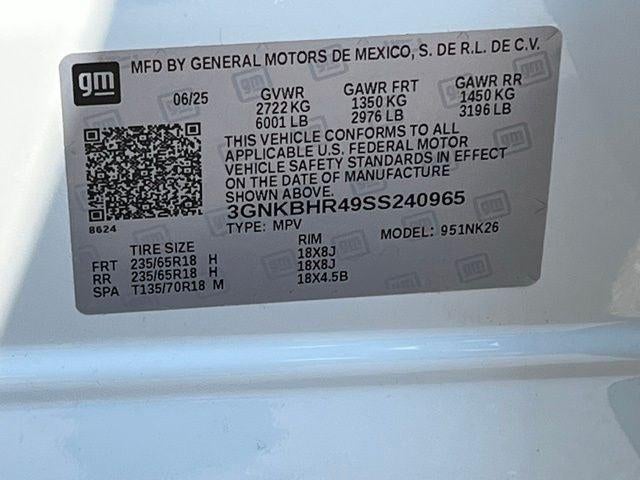 gm
MFD BY GENERAL MOTORS DE MEXICO, S. DE R.L. DE C.V.
06/25 GVWR GAWR FRT GAWR RR
2722 KG 1350 KG 1450 KG
6001 LB 2976 LB 3196 LB
THIS VEHICLE CONFORMS TO ALL
APPLICABLE U.S. FEDERAL MOTOR
VEHICLE SAFETY STANDARDS IN EFFECT
ON THE DATE OF MANUFACTURE
SHOWN ABOVE.
8624 3GNKBHR49SS240965
TYPE: MPV MODEL: 951NK26
TIRE SIZE RIM
FRT 235/65R18 H 18X8J
RR 235/65R18 H 18X8J
SPA T135/70R18 M 18X4.5B